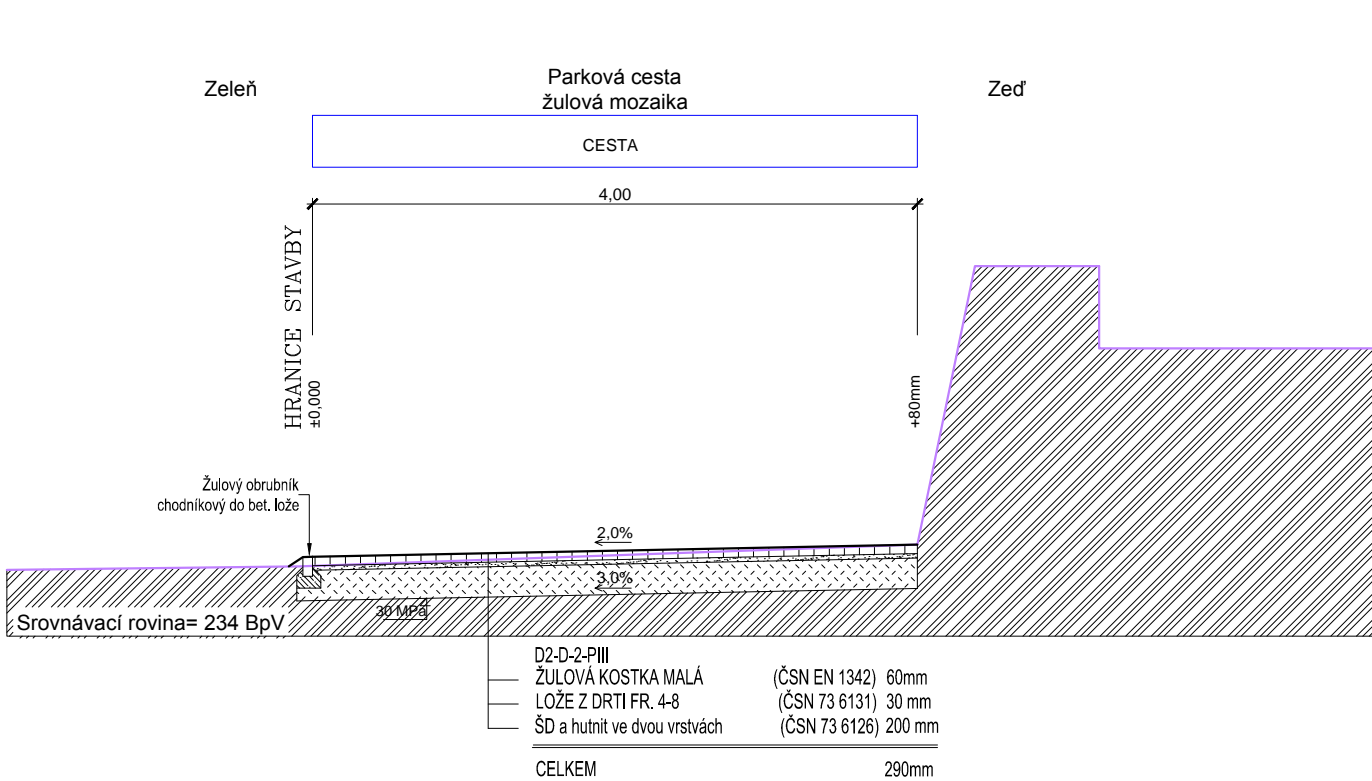 Zeleň
Parková cesta
žulová mozaika
Zeď
CESTA
4,00
HRANICE STAVBY
±0,000
+80mm
Žulový obrubník
chodníkový do bet. lože
2,0%
3,0%
30 MPa
Srovnávací rovina= 234 BpV
D2-D-2-PIII
ŽULOVÁ KOSTKA MALÁ (ČSN EN 1342) 60mm
LOŽE Z DRTI FR. 4-8 (ČSN 73 6131) 30 mm
ŠD a hutnit ve dvou vrstvách (ČSN 73 6126) 200 mm
CELKEM 290mm